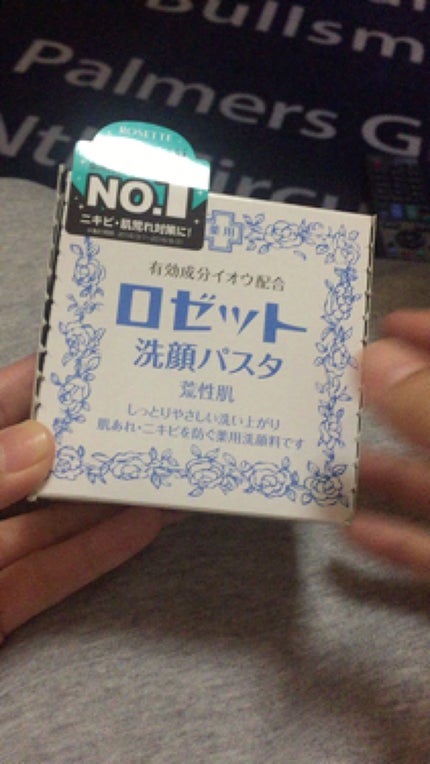 Bullsm
Palmers G
ROSETTE
NO.1
ニキビ・肌荒れ対策に!
有効成分イオウ配合
ロゼット
洗顔パスタ
荒性肌
しっとりやさしい洗い上がり
肌あれ・ニキビを防ぐ薬用洗顔料です